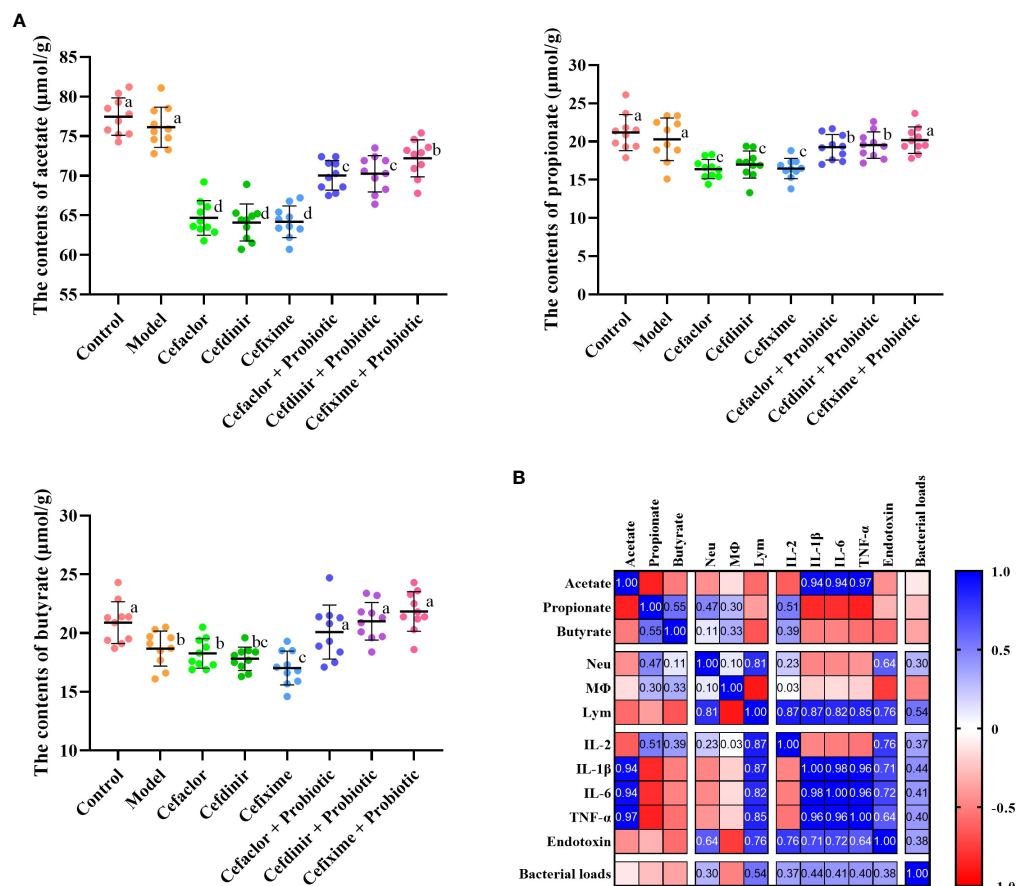 A
The contents of acetate (μmol/g)
85
80
75
70
65
60
55
a
a
d
d
d
c
c
b
Control
Model
Cefaclor
Cefdinir
Cefixime
Cefaclor + Probiotic
Cefdinir + Probiotic
Cefixime + Probiotic
The contents of propionate (μmol/g)
30
25
20
15
10
5
0
a
a
c
c
c
b
b
a
Control
Model
Cefaclor
Cefdinir
Cefixime
Cefaclor + Probiotic
Cefdinir + Probiotic
Cefixime + Probiotic
The contents of butyrate (μmol/g)
30
25
20
15
10
a
b
b
bc
c
a
a
a
Control
Model
Cefaclor
Cefdinir
Cefixime
Cefaclor + Probiotic
Cefdinir + Probiotic
Cefixime + Probiotic
B
Acetate
Propionate
Butyrate
Neu
MΦ
Lym
IL-2
IL-1β
IL-6
TNF-α
Endotoxin
Bacterial loads
Acetate 1.00 0.94 0.94 0.97
Propionate 1.00 0.55 0.47 0.30 0.51
Butyrate 0.55 1.00 0.11 0.33 0.39
Neu 0.47 0.11 1.00 0.10 0.81 0.23 0.64 0.30
MΦ 0.30 0.33 0.10 1.00 0.03
Lym 0.81 1.00 0.87 0.87 0.82 0.85 0.76 0.54
IL-2 0.51 0.39 0.23 0.03 0.87 1.00 0.76 0.37
IL-1β 0.94 0.87 1.00 0.98 0.96 0.71 0.44
IL-6 0.94 0.82 0.98 1.00 0.96 0.72 0.41
TNF-α 0.97 0.85 0.96 0.96 1.00 0.64 0.40
Endotoxin 0.64 0.76 0.76 0.71 0.72 0.64 1.00 0.38
Bacterial loads 0.30 0.54 0.37 0.44 0.41 0.40 0.38 1.00
1.0
0.5
0
-0.5
-1.0